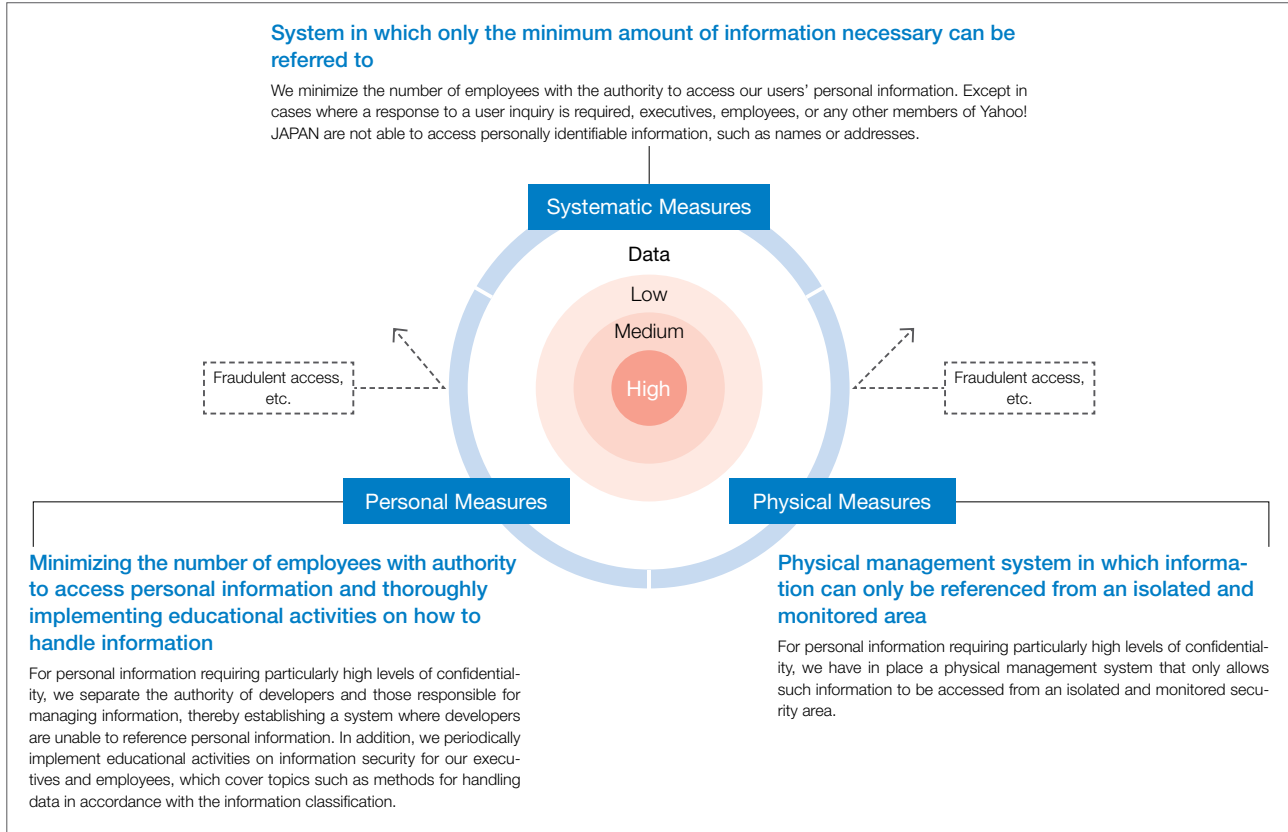 System in which only the minimum amount of information necessary can be
referred to
We minimize the number of employees with the authority to access our users' personal information. Except in
cases where a response to a user inquiry is required, executives, employees, or any other members of Yahoo!
JAPAN are not able to access personally identifiable information, such as names or addresses.
Systematic Measures
Data
Low
Medium
High
Fraudulent access,
etc.
Fraudulent access,
etc.
Personal Measures
Physical Measures
Minimizing the number of employees with authority
to access personal information and thoroughly
implementing educational activities on how to
handle information
For personal information requiring particularly high levels of confidential-
ity, we separate the authority of developers and those responsible for
managing information, thereby establishing a system where developers
are unable to reference personal information. In addition, we periodically
implement educational activities on information security for our execu-
tives and employees, which cover topics such as methods for handling
data in accordance with the information classification.
Physical management system in which informa-
tion can only be referenced from an isolated and
monitored area
For personal information requiring particularly high levels of confidential-
ity, we have in place a physical management system that only allows
such information to be accessed from an isolated and monitored secu-
rity area.